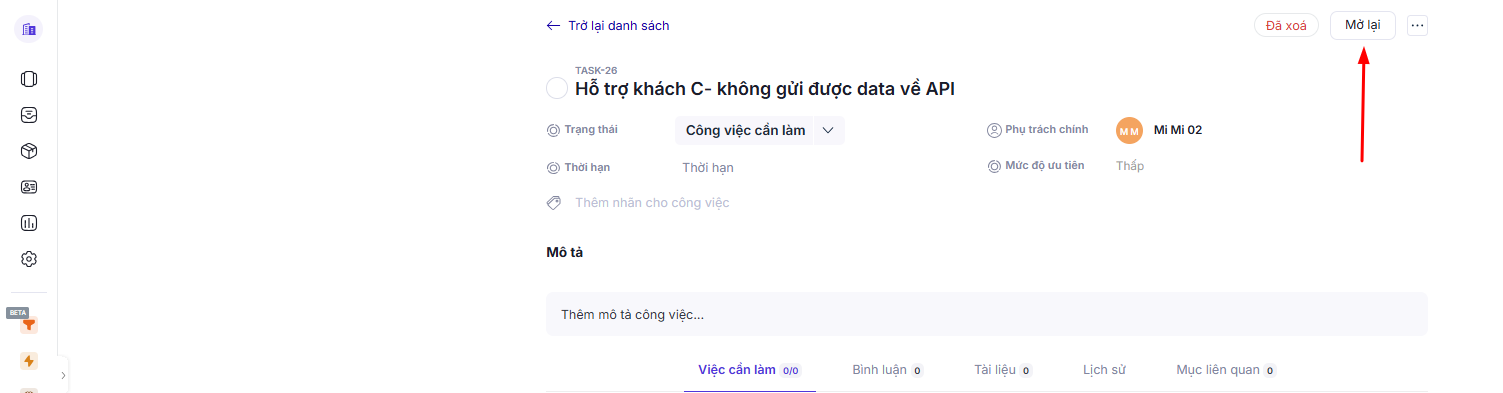 Trở lại danh sách
Đã xoá
Mở lại
TASK-26
Hỗ trợ khách C- không gửi được data về API
Trạng thái
Công việc cần làm
Phụ trách chính
MM
Mi Mi 02
Thời hạn
Thời hạn
Mức độ ưu tiên
Thấp
Thêm nhãn cho công việc
Mô tả
BETA
Thêm mô tả công việc...
Việc cần làm 0/0
Bình luận 0
Tài liệu 0
Lịch sử
Mục liên quan 0